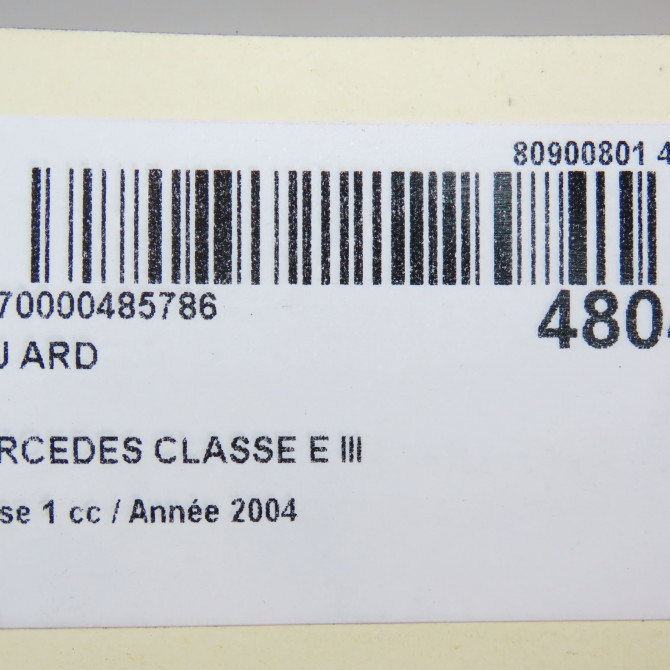 80900801 4
70000485786
480
ARD
RCEDES CLASSE E III
se 1 cc / Année 2004